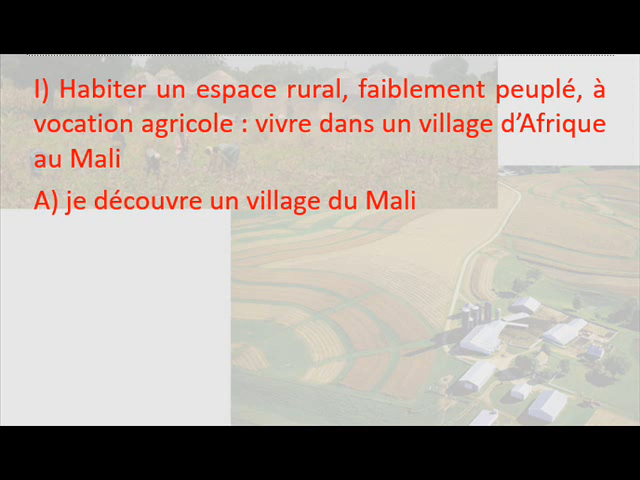 I) Habiter un espace rural, faiblement peuplé, à
vocation agricole : vivre dans un village d’Afrique
au Mali
A) je découvre un village du Mali